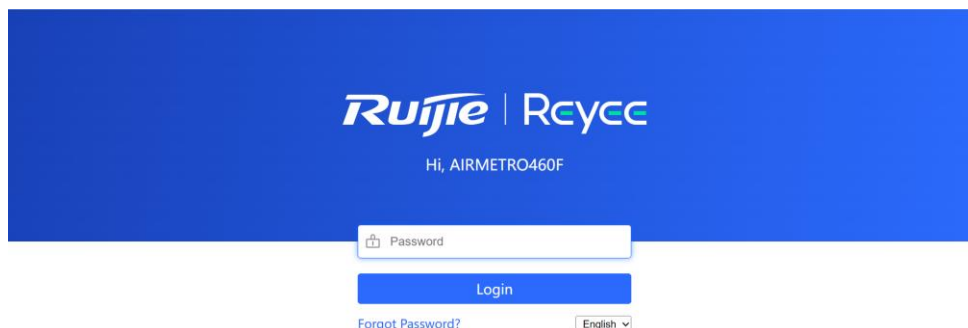 Ruijie | Reyee
Hi, AIRMETRO460F
Password
Login
Forgot Password? English